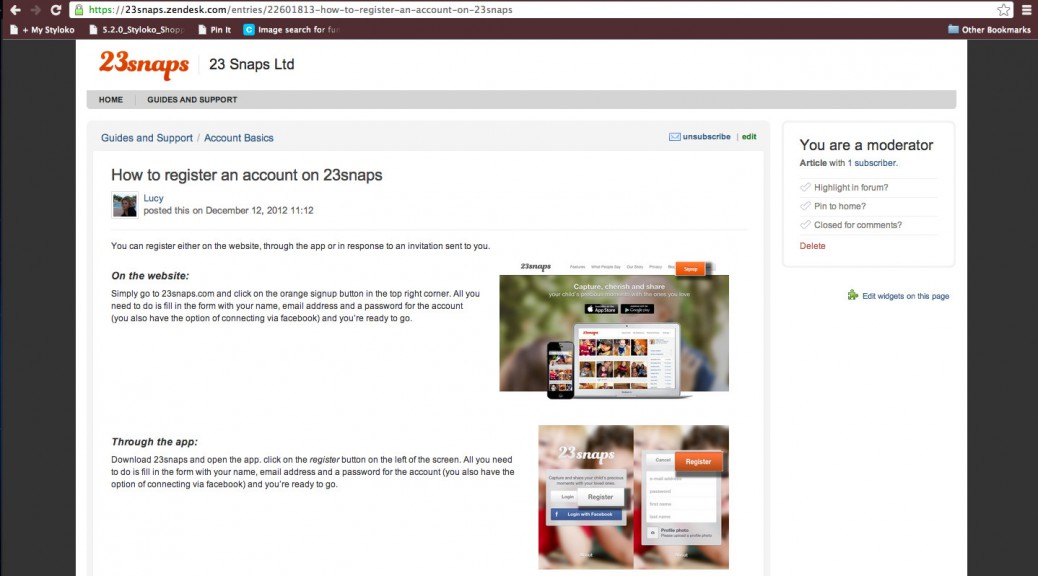 https://23snaps.zendesk.com/entries/22601813-how-to-register-an-account-on-23snaps
+ My Styloko
5.2.0_Styloko_Shopp
Pin It
Image search for fu
Other Bookmarks
23snaps
23 Snaps Ltd
HOME
GUIDES AND SUPPORT
Guides and Support / Account Basics
unsubscribe | edit
How to register an account on 23snaps
Lucy
posted this on December 12, 2012 11:12
You can register either on the website, through the app or in response to an invitation sent to you.
On the website:
Simply go to 23snaps.com and click on the orange signup button in the top right corner. All you
need to do is fill in the form with your name, email address and a password for the account
(you also have the option of connecting via facebook) and you're ready to go.
23snaps
Features
What People Say
Our Story
Privacy
Signup
Capture, cherish and share
your child's precious moments with the ones you love
App Store
Google play
Through the app:
Download 23snaps and open the app. click on the register button on the left of the screen. All you need
to do is fill in the form with your name, email address and a password for the account (you also have the
option of connecting via facebook) and you're ready to go.
23snaps
Capture and share your child's precious
moments with your loved ones.
Login
Register
f Login with Facebook
Cancel
Register
e-mail address
password
first name
last name
Profile photo
Please upload a profile photo
You are a moderator
Article with 1 subscriber.
Highlight in forum?
Pin to home?
Closed for comments?
Delete
Edit widgets on this page